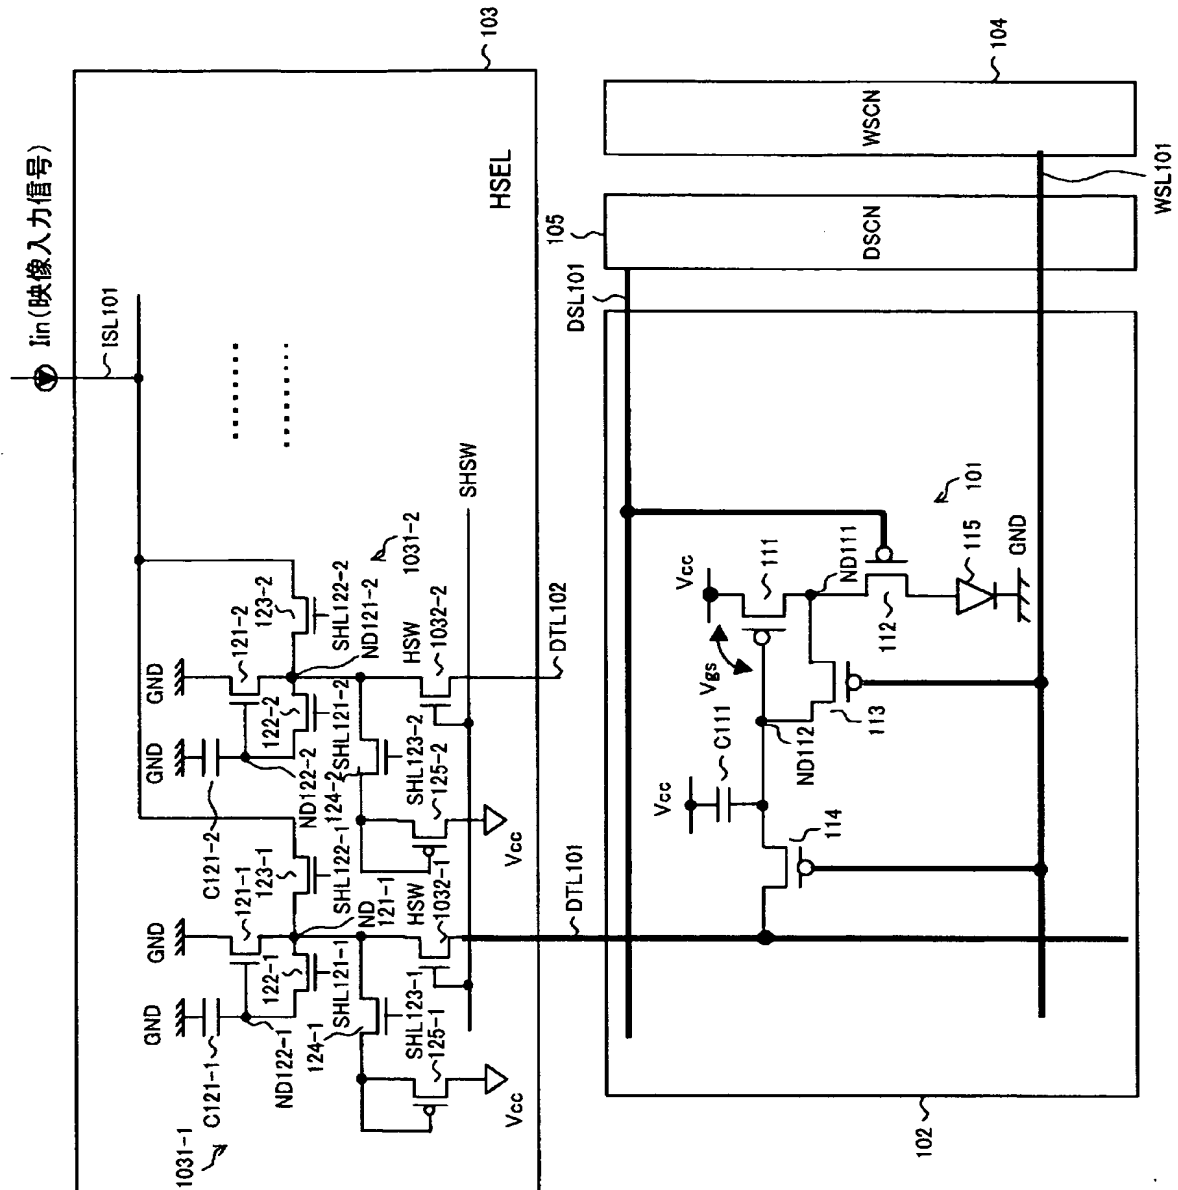 Iin(映像入力信号)
ISL101
103
HSEL
SHSW
1031-1
C121-1
GND
GND
121-1
122-1
ND122-1
SHL121-1
124-1
SHL123-1
125-1
Vcc
ND
121-1
123-1
SHL122-1
HSW
1032-1
C121-2
GND
GND
121-2
122-2
ND122-2
SHL121-2
124-2
SHL123-2
125-2
Vcc
ND121-2
123-2
SHL122-2
1031-2
HSW
1032-2
DTL102
DTL101
DSL101
105
DSCN
104
WSCN
WSL101
102
101
Vcc
C111
114
ND112
113
Vgs
Vcc
111
ND111
112
115
GND